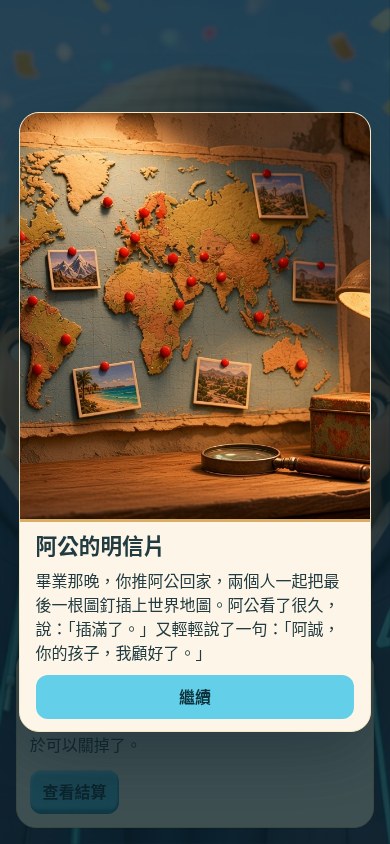 阿公的明信片
畢業那晚，你推阿公回家，兩個人一起把最
後一根圖釘插上世界地圖。阿公看了很久，
說：「插滿了。」又輕輕說了一句：「阿誠，
你的孩子，我顧好了。」
繼續
於可以關掉了。
查看結算